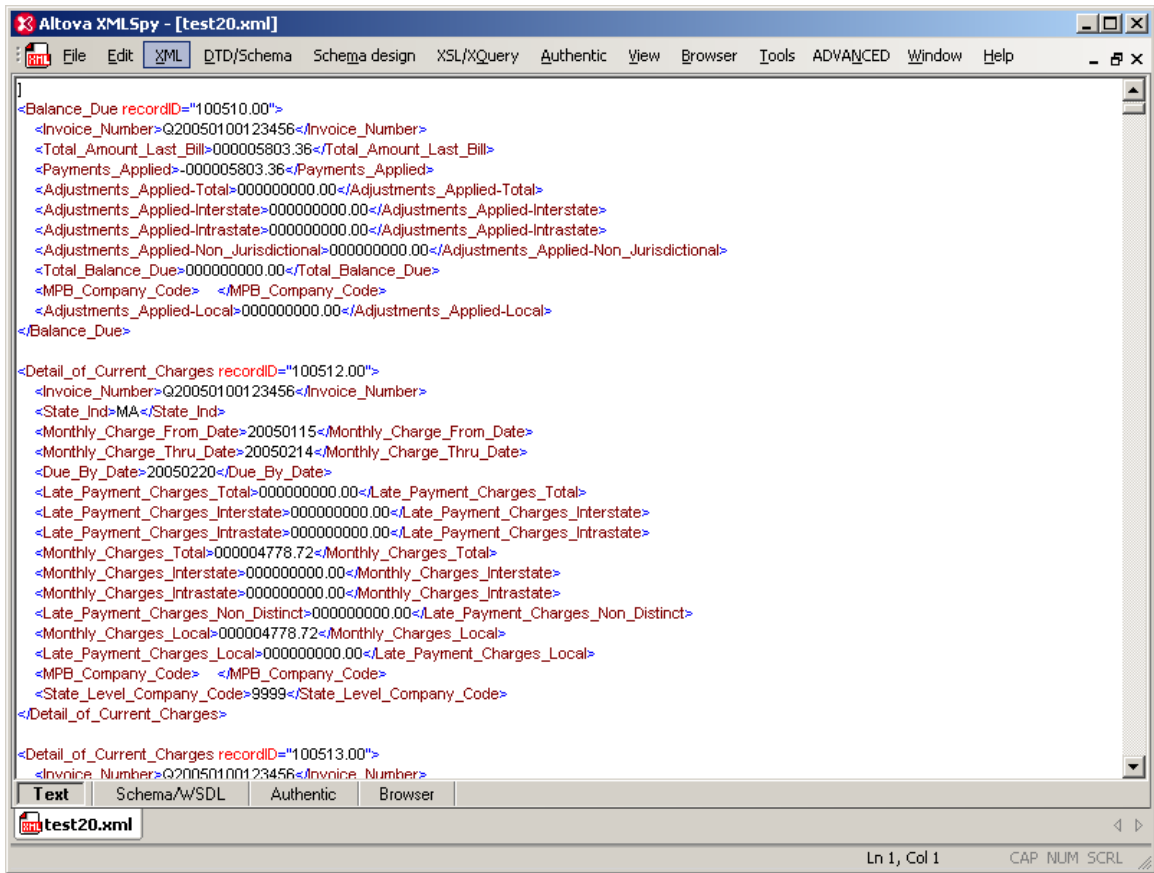 Altova XMLSpy - [test20.xml]
File Edit XML DTD/Schema Schema design XSL/XQuery Authentic View Browser Tools ADVANCED Window Help
]
<Balance_Due recordID="100510.00">
<Invoice_Number>Q20050100123456</Invoice_Number>
<Total_Amount_Last_Bill>000005803.36</Total_Amount_Last_Bill>
<Payments_Applied>-000005803.36</Payments_Applied>
<Adjustments_Applied-Total>000000000.00</Adjustments_Applied-Total>
<Adjustments_Applied-Interstate>000000000.00</Adjustments_Applied-Interstate>
<Adjustments_Applied-Intrastate>000000000.00</Adjustments_Applied-Intrastate>
<Adjustments_Applied-Non_Jurisdictional>000000000.00</Adjustments_Applied-Non_Jurisdictional>
<Total_Balance_Due>000000000.00</Total_Balance_Due>
<MPB_Company_Code>    </MPB_Company_Code>
<Adjustments_Applied-Local>000000000.00</Adjustments_Applied-Local>
</Balance_Due>
<Detail_of_Current_Charges recordID="100512.00">
<Invoice_Number>Q20050100123456</Invoice_Number>
<State_Ind>MA</State_Ind>
<Monthly_Charge_From_Date>20050115</Monthly_Charge_From_Date>
<Monthly_Charge_Thru_Date>20050214</Monthly_Charge_Thru_Date>
<Due_By_Date>20050220</Due_By_Date>
<Late_Payment_Charges_Total>000000000.00</Late_Payment_Charges_Total>
<Late_Payment_Charges_Interstate>000000000.00</Late_Payment_Charges_Interstate>
<Late_Payment_Charges_Intrastate>000000000.00</Late_Payment_Charges_Intrastate>
<Monthly_Charges_Total>000004778.72</Monthly_Charges_Total>
<Monthly_Charges_Interstate>000000000.00</Monthly_Charges_Interstate>
<Monthly_Charges_Intrastate>000000000.00</Monthly_Charges_Intrastate>
<Late_Payment_Charges_Non_Distinct>000000000.00</Late_Payment_Charges_Non_Distinct>
<Monthly_Charges_Local>000004778.72</Monthly_Charges_Local>
<Late_Payment_Charges_Local>000000000.00</Late_Payment_Charges_Local>
<MPB_Company_Code>    </MPB_Company_Code>
<State_Level_Company_Code>9999</State_Level_Company_Code>
</Detail_of_Current_Charges>
<Detail_of_Current_Charges recordID="100513.00">
<Invoice_Number>Q20050100123456</Invoice_Number>
Text Schema/WSDL Authentic Browser
test20.xml
Ln 1, Col 1 CAP NUM SCRL